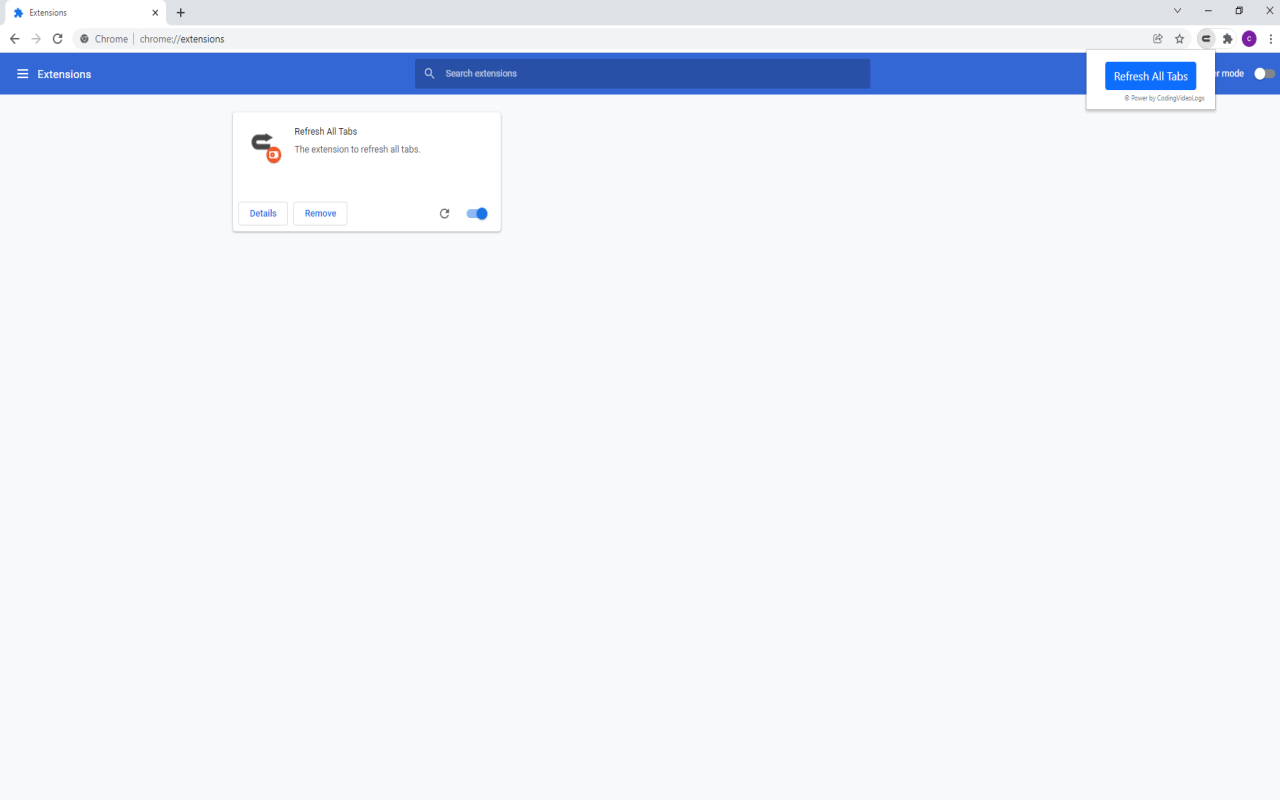 Extensions
Chrome
chrome://extensions
C
Extensions
Search extensions
Refresh All Tabs
r mode
© Power by CodingVideoLogs
Refresh All Tabs
The extension to refresh all tabs.
Details
Remove